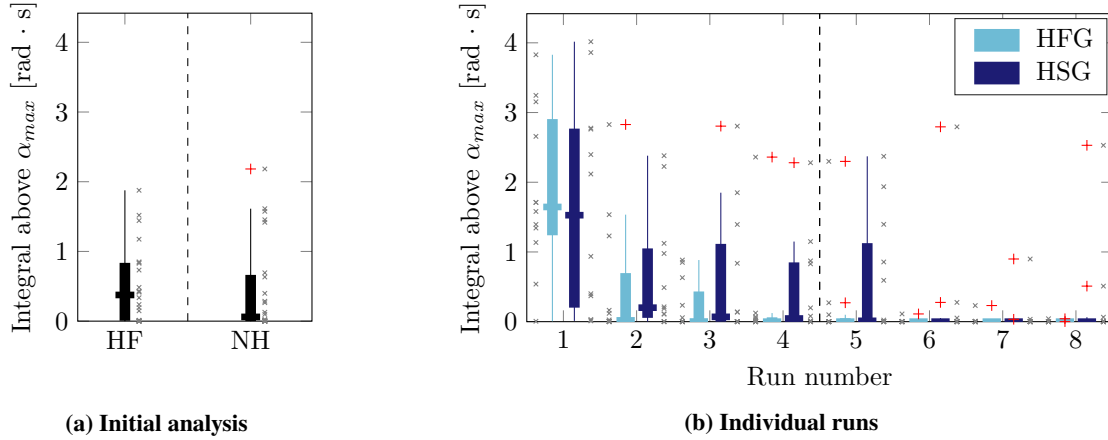 Integral above α_max [rad · s]
4
3
2
1
0
HF NH
(a) Initial analysis
Integral above α_max [rad · s]
4
3
2
1
0
1 2 3 4 5 6 7 8
Run number
HFG
HSG
(b) Individual runs